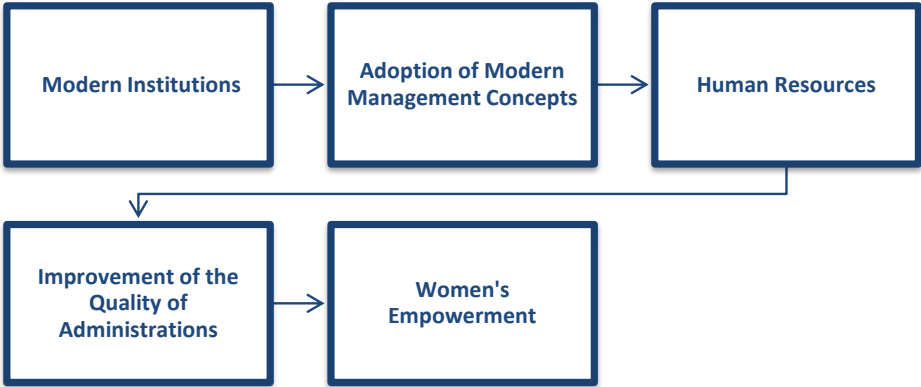 Modern Institutions
Adoption of Modern
Management Concepts
Human Resources
Improvement of the
Quality of
Administrations
Women's
Empowerment